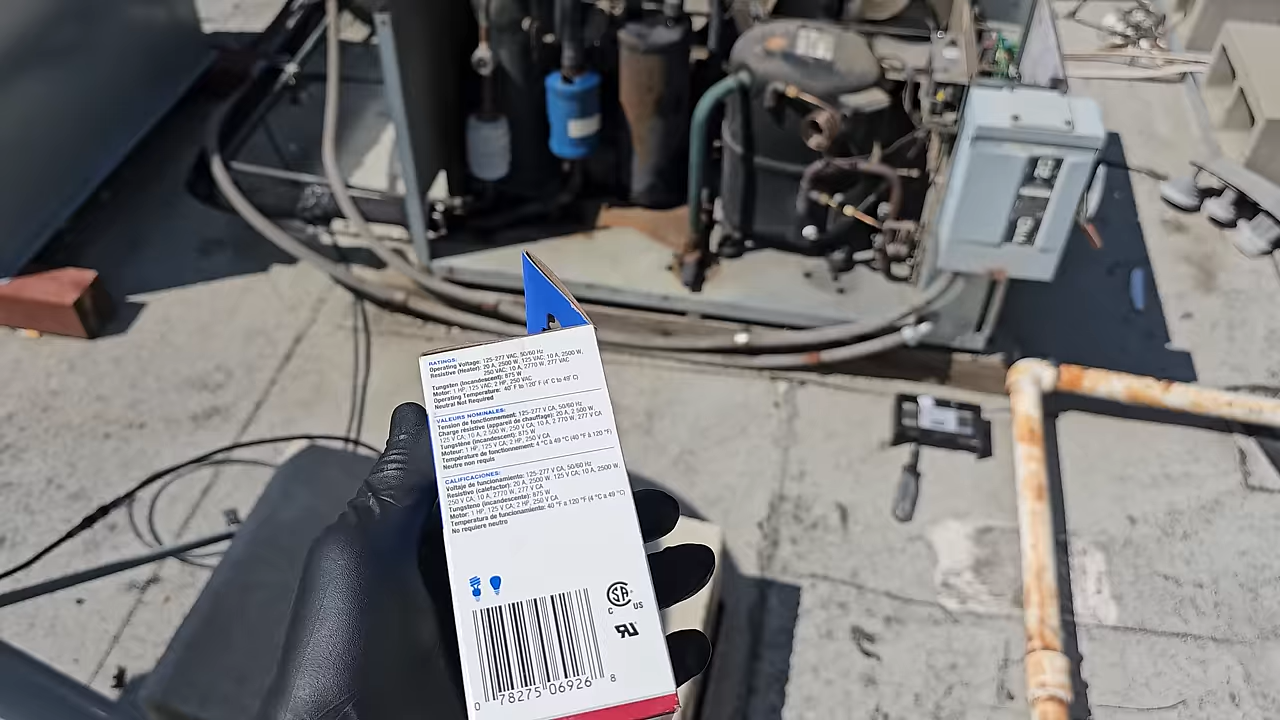 RATINGS:
Operating Voltage: 125-277 VAC, 50/60 Hz
Resistive (Heater): 20 A, 2500 W, 125 VAC; 10 A, 2500 W,
250 VAC; 10 A, 2770 W, 277 VAC
Tungsten (Incandescent): 875 W
Motor: 1 HP, 125 VAC; 2 HP, 250 VAC
Operating Temperature: 40˚F to 120˚F (4˚C to 49˚C)
Neutral Not Required
VALEURS NOMINALES:
Tension de fonctionnement: 125-277 V CA, 50/60 Hz
Charge résistive (appareil de chauffage): 20 A, 2 500 W,
125 V CA; 10 A, 2 500 W, 250 V CA; 10 A, 2 770 W, 277 V CA
Tungstène (incandescent): 875 W
Moteur: 1 HP, 125 V CA; 2 HP, 250 V CA
Température de fonctionnement: 4 °C à 49 °C (40 °F à 120 °F)
Neutre non requis
CALIFICACIONES:
Voltaje de funcionamiento: 125-277 V CA, 50/60 Hz
Resistivo (calefactor): 20 A, 2500 W, 125 V CA; 10 A, 2500 W,
250 V CA; 10 A, 2770 W, 277 V CA
Tungsteno (incandescente): 875 W
Motor: 1 HP, 125 V CA; 2 HP, 250 V CA
Temperatura de funcionamiento: 40 °F a 120 °F (4 °C a 49 °C)
No requiere neutro
CSA
C US
RU
0 78275 06926 8